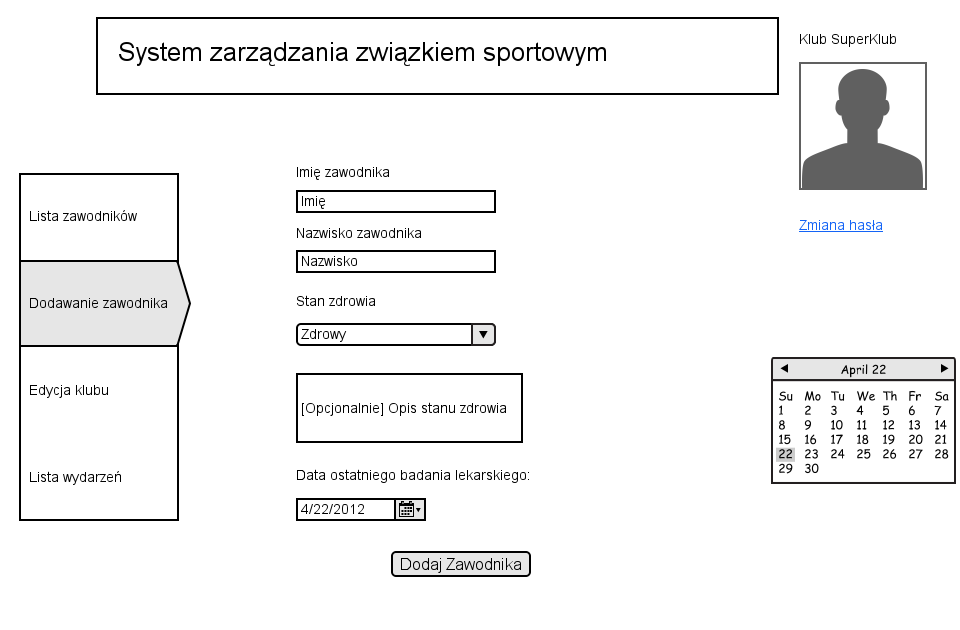 System zarządzania związkiem sportowym
Klub SuperKlub
Zmiana hasła
Lista zawodników
Dodawanie zawodnika
Edycja klubu
Lista wydarzeń
Imię zawodnika
Imię
Nazwisko zawodnika
Nazwisko
Stan zdrowia
Zdrowy
[Opcjonalnie] Opis stanu zdrowia
Data ostatniego badania lekarskiego:
4/22/2012
Dodaj Zawodnika
April 22
Su Mo Tu We Th Fr Sa
1 2 3 4 5 6 7
8 9 10 11 12 13 14
15 16 17 18 19 20 21
22 23 24 25 26 27 28
29 30